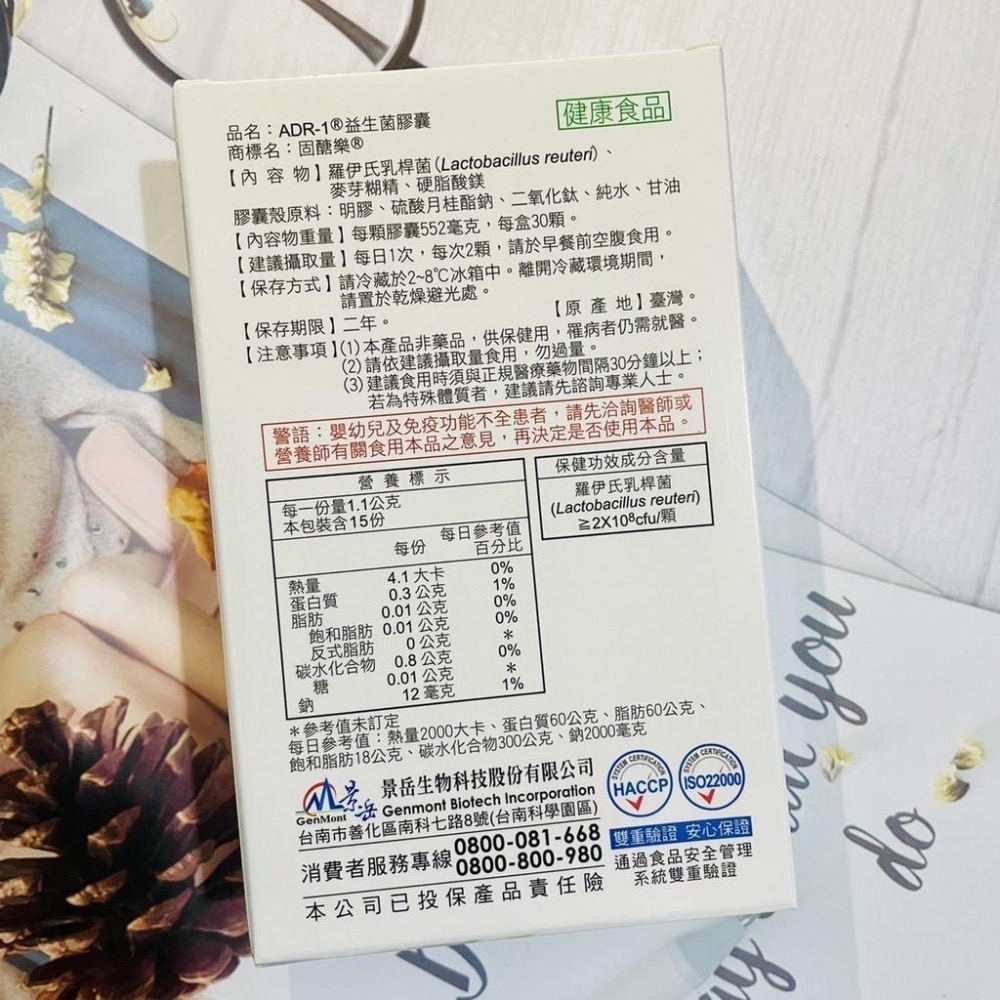 品名：ADR-1®益生菌膠囊
健康食品
商標名：固醣樂®
【內 容 物】羅伊氏乳桿菌(Lactobacillus reuteri)、
麥芽糊精、硬脂酸鎂
膠囊殼原料：明膠、硫酸月桂酯鈉、二氧化鈦、純水、甘油
【內容物重量】每顆膠囊552毫克，每盒30顆。
【建議攝取量】每日1次，每次2顆，請於早餐前空腹食用。
【保存方式】請冷藏於2~8℃冰箱中。離開冷藏環境期間，
請置於乾燥避光處。
【保存期限】二年。 【原 產 地】臺灣。
【注意事項】(1)本產品非藥品，供保健用，罹病者仍需就醫。
(2)請依建議攝取量食用，勿過量。
(3)建議食用時須與正規醫療藥物間隔30分鐘以上；
若為特殊體質者，建議請先諮詢專業人士。
警語：嬰幼兒及免疫功能不全患者，請先洽詢醫師或
營養師有關食用本品之意見，再決定是否使用本品。
營養標示
每一份量1.1公克
本包裝含15份
每份 每日參考值百分比
熱量 4.1大卡 0%
蛋白質 0.3公克 1%
脂肪 0.01公克 0%
飽和脂肪 0.01公克 0%
反式脂肪 0公克 *
碳水化合物 0.8公克 0%
糖 0.01公克 *
鈉 12毫克 1%
保健功效成分含量
羅伊氏乳桿菌
(Lactobacillus reuteri)
≧2X10⁸cfu/顆
*參考值未訂定
每日參考值：熱量2000大卡、蛋白質60公克、脂肪60公克、
飽和脂肪18公克、碳水化合物300公克、鈉2000毫克
景岳
GenMont
景岳生物科技股份有限公司
Genmont Biotech Incorporation
台南市善化區南科七路8號(台南科學園區)
消費者服務專線 0800-081-668
0800-800-980
本公司已投保產品責任險
SYSTEM CERTIFICATION
HACCP
SYSTEM CERTIFICATION
ISO22000
雙重驗證 安心保證
通過食品安全管理
系統雙重驗證
you
do